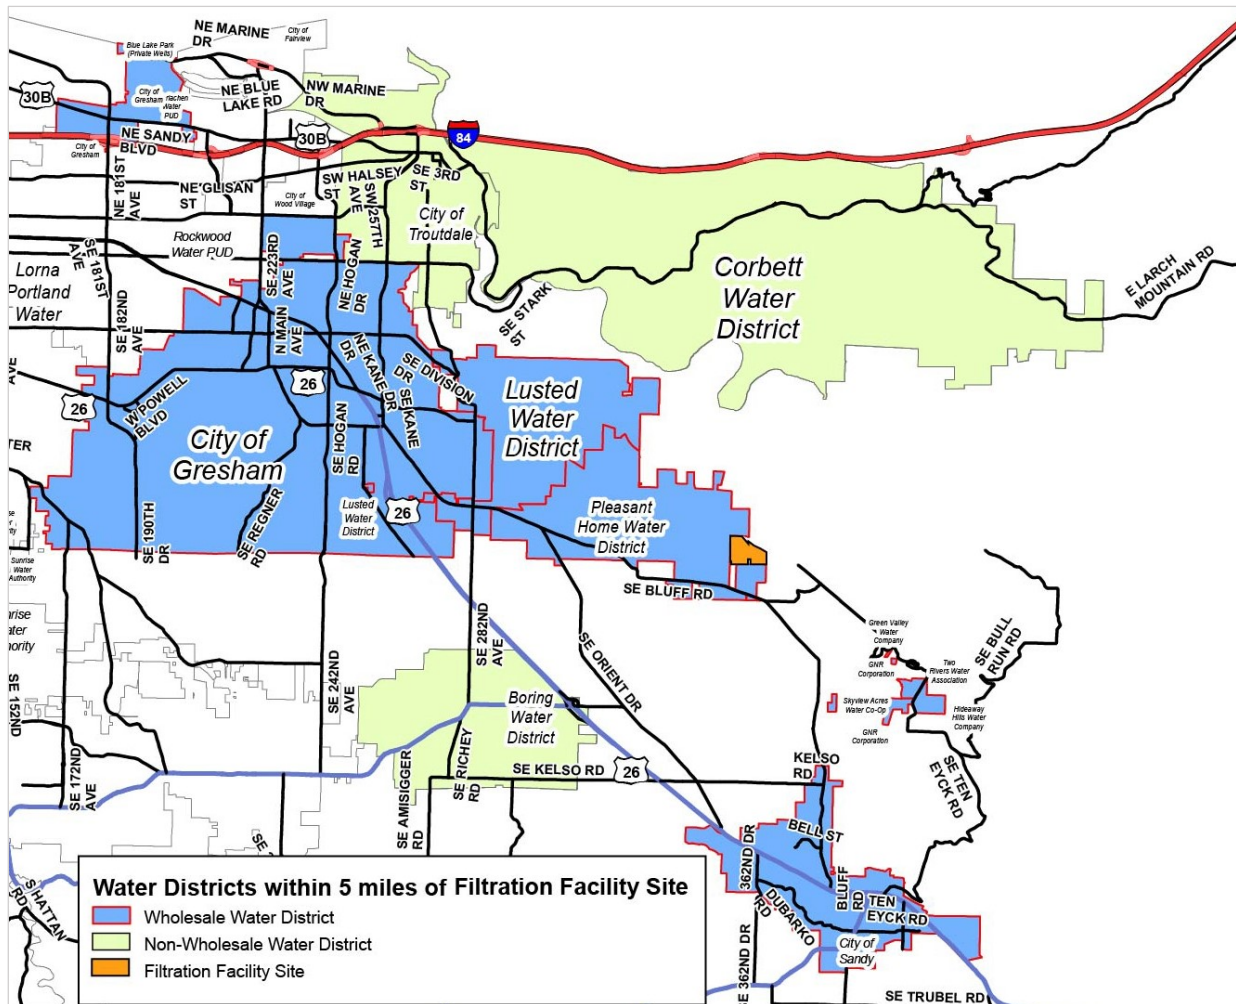 NE MARINE
DR
City of
Fairview
Blue Lake Park
(Private Wells)
30B
City of
Gresham
rlachen
Water
PUD
NE BLUE
LAKE RD
NW MARINE
DR
NE SANDY
BLVD
30B
84
City of
Gresham
NE 181ST
AVE
NE GLISAN
ST
SW HALSEY
ST
SE 3RD
ST
City of
Wood Village
SW 257TH
AVE
City of
Troutdale
Rockwood
Water PUD
SE 181ST
AVE
SE 223RD
AVE
NE HOGAN
DR
Lorna
Portland
Water
Corbett
Water
District
E LARCH
MOUNTAIN RD
SE STARK
ST
SE 182ND
AVE
N MAIN
AVE
NE KANE DR
DR
SE DIVISION
DR
SE KANE
AVE
26
26
W POWELL
BLVD
Lusted
Water
District
City of
Gresham
SE HOGAN
RD
TER
SE 190TH
DR
SE REGNER
RD
Lusted
Water
District
26
Pleasant
Home Water
District
Sunrise
Water
Authority
SE BLUFF RD
nrise
ater
hority
SE 152ND
SE 172ND
AVE
SE 242ND
AVE
SE 282ND
AVE
SE ORIENT DR
Green Valley
Water
Company
GNR
Corporation
SE BULL
RUN RD
Two
Rivers Water
Association
Skyview Acres
Water Co-Op
Hideaway
Hills Water
Company
GNR
Corporation
Boring
Water
District
SE AMISIGGER
RD
SE RICHEY
RD
SE KELSO RD
26
KELSO
RD
SE TEN
EYCK RD
BELL ST
362ND DR
BLUFF
RD
TEN
EYCK RD
DUBARKO
RD
City of
Sandy
SE 362ND DR
SE TRUBEL RD
S HATTAN
RD
Water Districts within 5 miles of Filtration Facility Site
Wholesale Water District
Non-Wholesale Water District
Filtration Facility Site